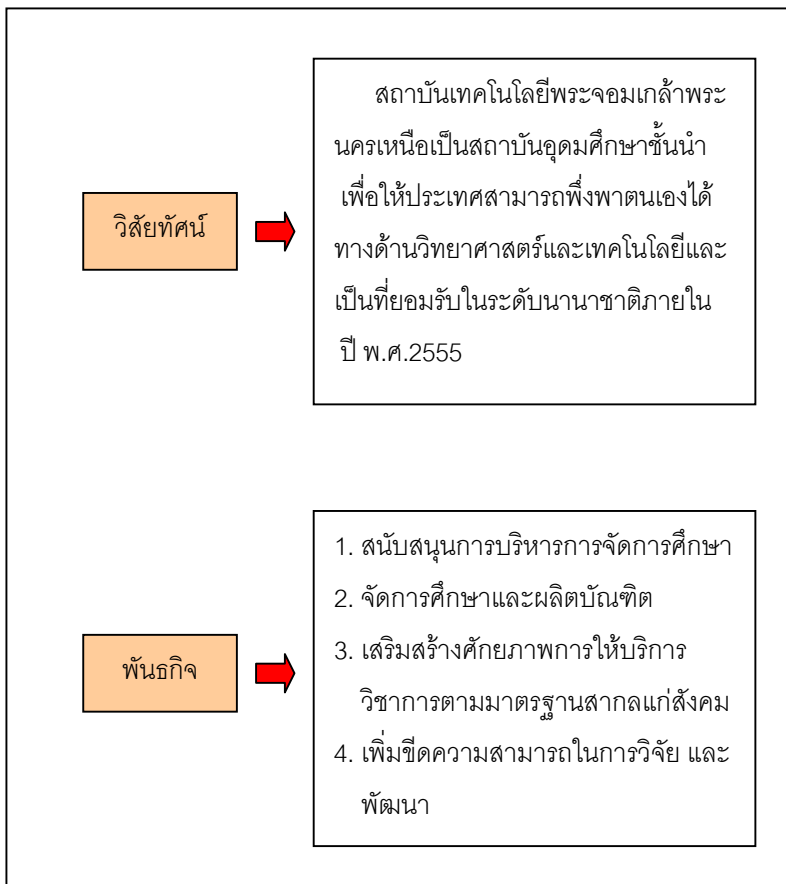 สถาบันเทคโนโลยีพระจอมเกล้าพระ
นครเหนือเป็นสถาบันอุดมศึกษาชั้นนำ
เพื่อให้ประเทศสามารถพึ่งพาตนเองได้
วิสัยทัศน์
ทางด้านวิทยาศาสตร์และเทคโนโลยีและ
เป็นที่ยอมรับในระดับนานาชาติภายใน
ปี พ.ศ.2555
1. สนับสนุนการบริหารการจัดการศึกษา
2. จัดการศึกษาและผลิตบัณฑิต
3. เสริมสร้างศักยภาพการให้บริการ
พันธกิจ
วิชาการตามมาตรฐานสากลแก่สังคม
4. เพิ่มขีดความสามารถในการวิจัย และ
พัฒนา